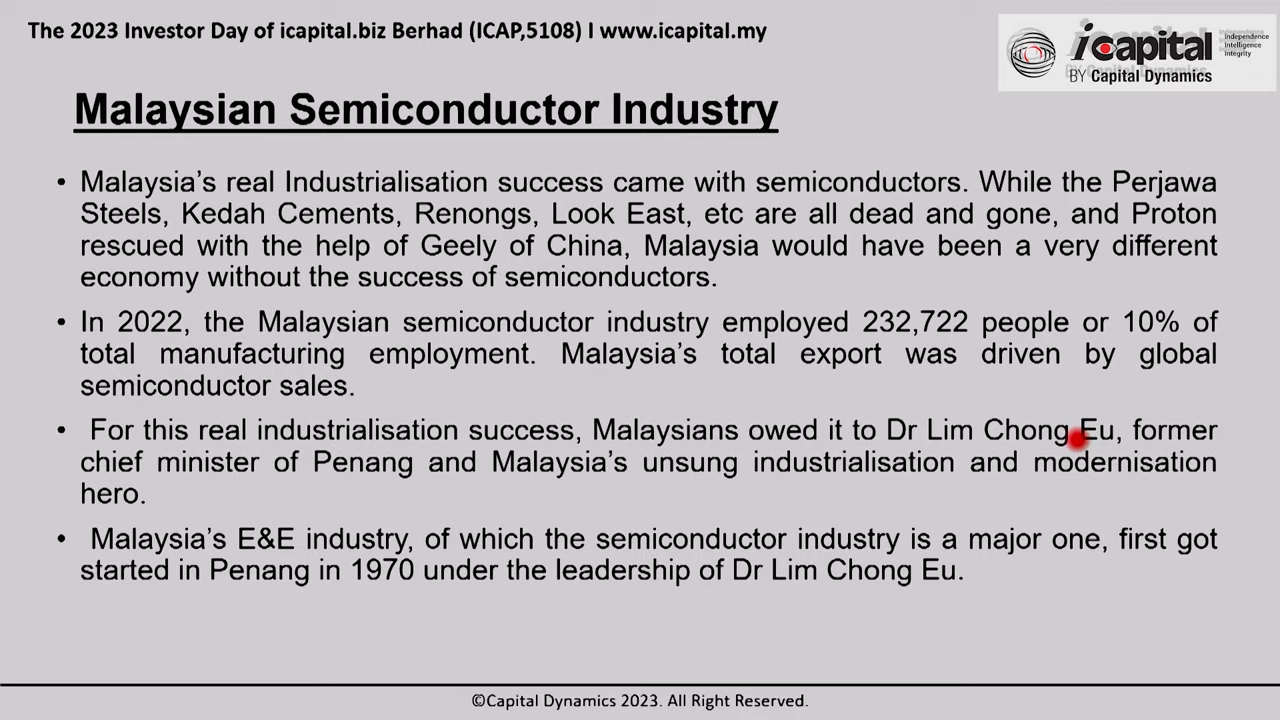 The 2023 Investor Day of icapital.biz Berhad (ICAP,5108) I www.icapital.my
icapital
BY Capital Dynamics
Independence
Intelligence
Integrity
Malaysian Semiconductor Industry
• Malaysia’s real Industrialisation success came with semiconductors. While the Perjawa
Steels, Kedah Cements, Renongs, Look East, etc are all dead and gone, and Proton
rescued with the help of Geely of China, Malaysia would have been a very different
economy without the success of semiconductors.
• In 2022, the Malaysian semiconductor industry employed 232,722 people or 10% of
total manufacturing employment. Malaysia’s total export was driven by global
semiconductor sales.
• For this real industrialisation success, Malaysians owed it to Dr Lim Chong Eu, former
chief minister of Penang and Malaysia’s unsung industrialisation and modernisation
hero.
• Malaysia’s E&E industry, of which the semiconductor industry is a major one, first got
started in Penang in 1970 under the leadership of Dr Lim Chong Eu.
©Capital Dynamics 2023. All Right Reserved.